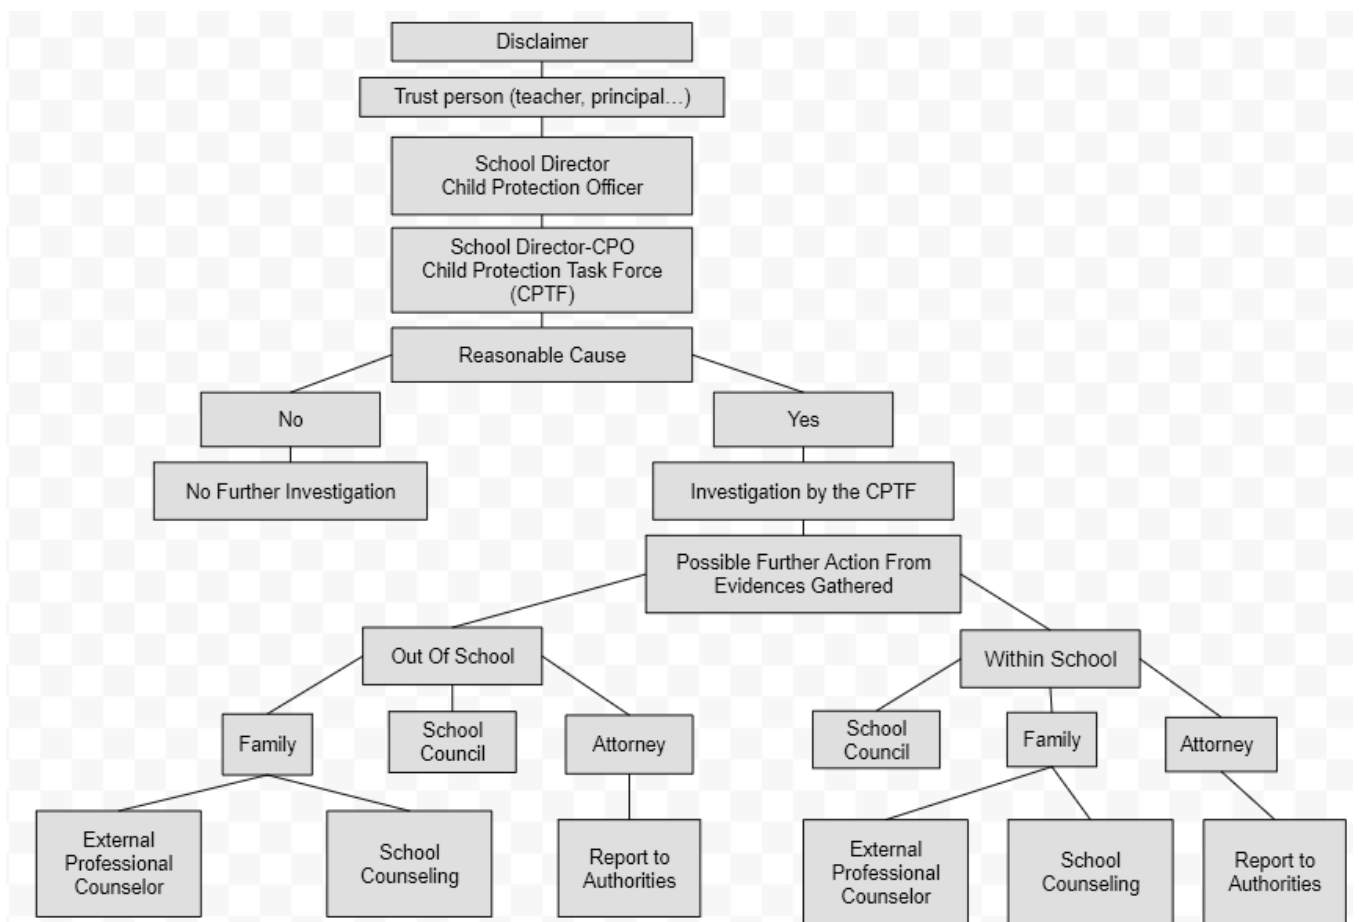 Disclaimer
Trust person (teacher, principal…)
School Director
Child Protection Officer
School Director-CPO
Child Protection Task Force
(CPTF)
Reasonable Cause
No
Yes
No Further Investigation
Investigation by the CPTF
Possible Further Action From
Evidences Gathered
Out Of School
Within School
Family
School
Council
Attorney
School
Council
Family
Attorney
External
Professional
Counselor
School
Counseling
Report to
Authorities
External
Professional
Counselor
School
Counseling
Report to
Authorities